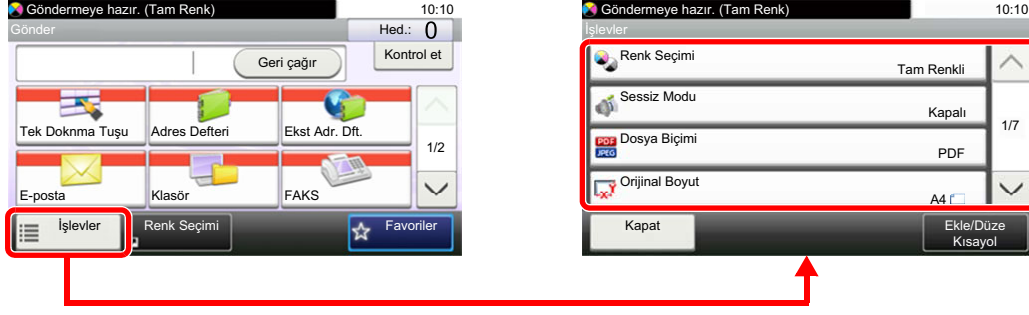 Göndermeye hazır. (Tam Renk)
10:10
Gönder
Hed.: 0
Geri çağır
Kontrol et
Tek Doknma Tuşu
Adres Defteri
Ekst Adr. Dft.
1/2
E-posta
Klasör
FAKS
İşlevler
Renk Seçimi
Favoriler
Göndermeye hazır. (Tam Renk)
10:10
İşlevler
Renk Seçimi
Tam Renkli
Sessiz Modu
Kapalı
1/7
PDF
JPEG
Dosya Biçimi
PDF
Orijinal Boyut
A4
Kapat
Ekle/Düze
Kısayol